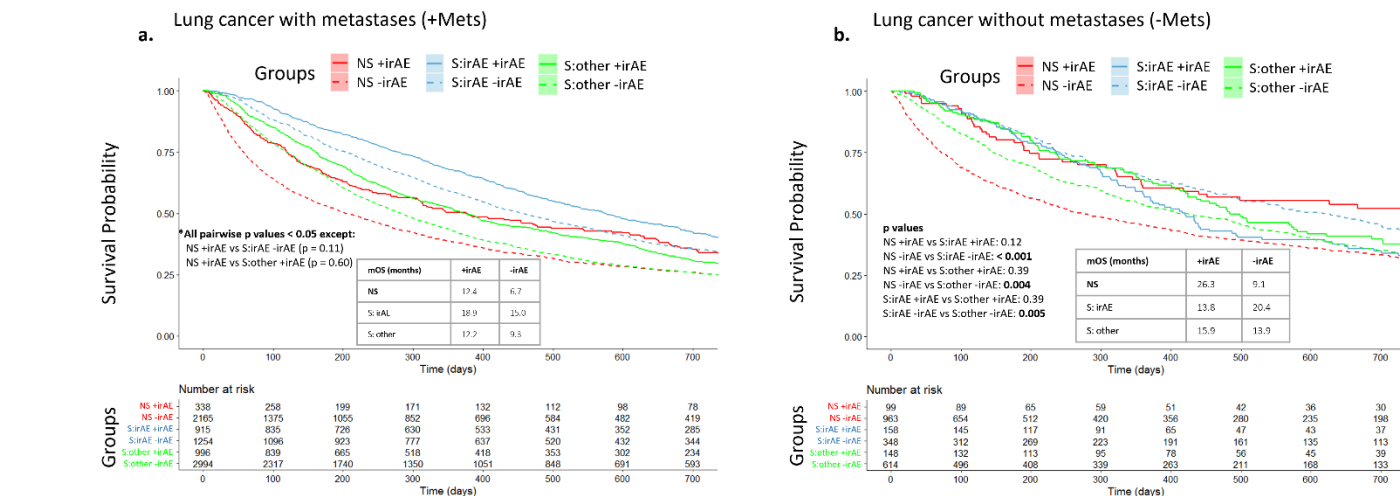 Lung cancer with metastases (+Mets)
a.
Groups
NS +irAE
S:irAE +irAE
S:other +irAE
NS -irAE
S:irAE -irAE
S:other -irAE
Survival Probability
1.00
0.75
0.50
0.25
0.00
*All pairwise p values < 0.05 except:
NS +irAE vs S:irAE -irAE (p = 0.11)
NS +irAE vs S:other +irAE (p = 0.60)
mOS (months) +irAE -irAE
NS 12.4 6.7
S: irAE 18.9 15.0
S: other 12.2 9.3
0 100 200 300 400 500 600 700
Time (days)
Number at risk
Groups
NS +irAE 338 258 199 171 132 112 98 78
NS -irAE 2165 1375 1055 852 696 584 482 419
S:irAE +irAE 915 835 726 630 533 431 352 285
S:irAE -irAE 1254 1096 923 777 637 520 432 344
S:other +irAE 996 839 665 518 418 353 302 234
S:other -irAE 2994 2317 1740 1350 1051 848 691 593
0 100 200 300 400 500 600 700
Time (days)
Lung cancer without metastases (-Mets)
b.
Groups
NS +irAE
S:irAE +irAE
S:other +irAE
NS -irAE
S:irAE -irAE
S:other -irAE
Survival Probability
1.00
0.75
0.50
0.25
0.00
p values
NS +irAE vs S:irAE +irAE: 0.12
NS -irAE vs S:irAE -irAE: < 0.001
NS +irAE vs S:other +irAE: 0.39
NS -irAE vs S:other -irAE: 0.004
S:irAE +irAE vs S:other +irAE: 0.39
S:irAE -irAE vs S:other -irAE: 0.005
mOS (months) +irAE -irAE
NS 26.3 9.1
S: irAE 13.8 20.4
S: other 15.9 13.9
0 100 200 300 400 500 600 700
Time (days)
Number at risk
Groups
NS +irAE 99 89 65 59 51 42 36 30
NS -irAE 963 654 512 420 356 280 235 198
S:irAE +irAE 158 145 117 91 65 47 43 37
S:irAE -irAE 348 312 269 223 191 161 135 113
S:other +irAE 148 132 113 95 78 56 45 39
S:other -irAE 614 496 408 339 263 211 168 133
0 100 200 300 400 500 600 700
Time (days)